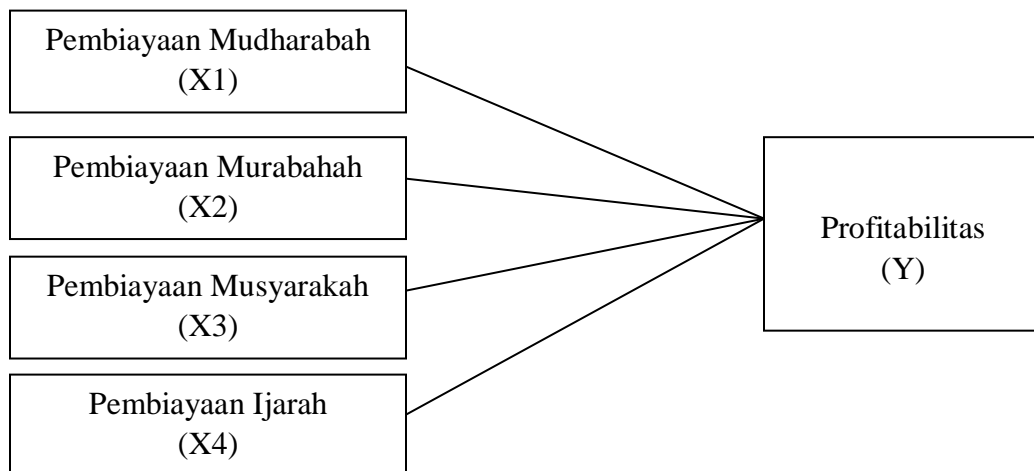 Pembiayaan Mudharabah
(X1)
Pembiayaan Murabahah
(X2)
Pembiayaan Musyarakah
(X3)
Pembiayaan Ijarah
(X4)
Profitabilitas
(Y)